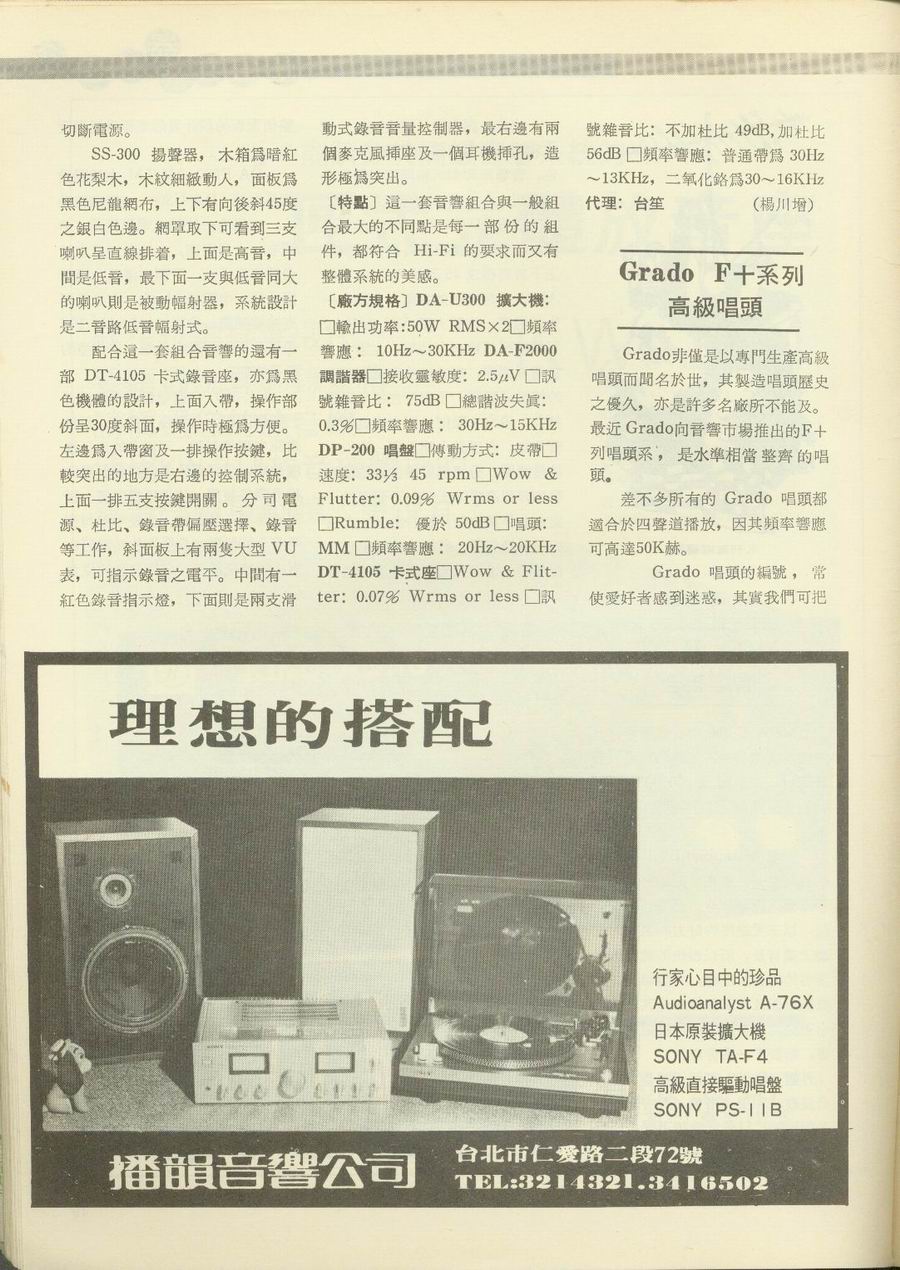 切斷電源。
SS-300 揚聲器，木箱爲暗紅
色花梨木，木紋細緻動人，面板爲
黑色尼龍網布，上下有向後斜45度
之銀白色邊。網罩取下可看到三支
喇叭呈直線排着，上面是高音，中
間是低音，最下面一支與低音同大
的喇叭則是被動幅射器，系統設計
是二音路低音幅射式。
配合這一套組合音響的還有一
部 DT-4105 卡式錄音座，亦爲黑
色機體的設計，上面入帶，操作部
份呈30度斜面，操作時極爲方便。
左邊爲入帶窗及一排操作按鍵，比
較突出的地方是右邊的控制系統，
上面一排五支按鍵開關。分司電
源、杜比、錄音帶偏壓選擇、錄音
等工作，斜面板上有兩隻大型 VU
表，可指示錄音之電平。中間有一
紅色錄音指示燈，下面則是兩支滑
動式錄音音量控制器，最右邊有兩
個麥克風揷座及一個耳機揷孔，造
形極爲突出。
〔特點〕這一套音響組合與一般組
合最大的不同點是每一部份的組
件，都符合 Hi-Fi 的要求而又有
整體系統的美感。
〔廠方規格〕DA-U300 擴大機：
□輸出功率:50W RMS×2□頻率
響應： 10Hz～30KHz DA-F2000
調諧器□接收靈敏度：2.5μV □訊
號雜音比： 75dB □總諧波失眞：
0.3%□頻率響應： 30Hz～15KHz
DP-200 唱盤□傳動方式：皮帶□
速度：33⅓ 45 rpm □Wow &
Flutter: 0.09% Wrms or less
□Rumble： 優於 50dB □唱頭：
MM □頻率響應： 20Hz～20KHz
DT-4105 卡式座□Wow & Flit-
ter: 0.07% Wrms or less □訊
號雜音比：不加杜比 49dB,加杜比
56dB □頻率響應：普通帶爲 30Hz
～13KHz，二氧化鉻爲30～16KHz
代理：台笙 (楊川增)
Grado F十系列
高級唱頭
Grado非僅是以專門生產高級
唱頭而聞名於世，其製造唱頭歷史
之優久，亦是許多名廠所不能及。
最近 Grado向音響市場推出的F＋
列唱頭系，是水準相當整齊的唱
頭。
差不多所有的 Grado 唱頭都
適合於四聲道播放，因其頻率響應
可高達50K赫。
Grado 唱頭的編號，常
使愛好者感到迷惑，其實我們可把
理想的搭配
行家心目中的珍品
Audioanalyst A-76X
日本原裝擴大機
SONY TA-F4
高級直接驅動唱盤
SONY PS-11B
播韻音響公司
台北市仁愛路二段72號
TEL:3214321.3416502